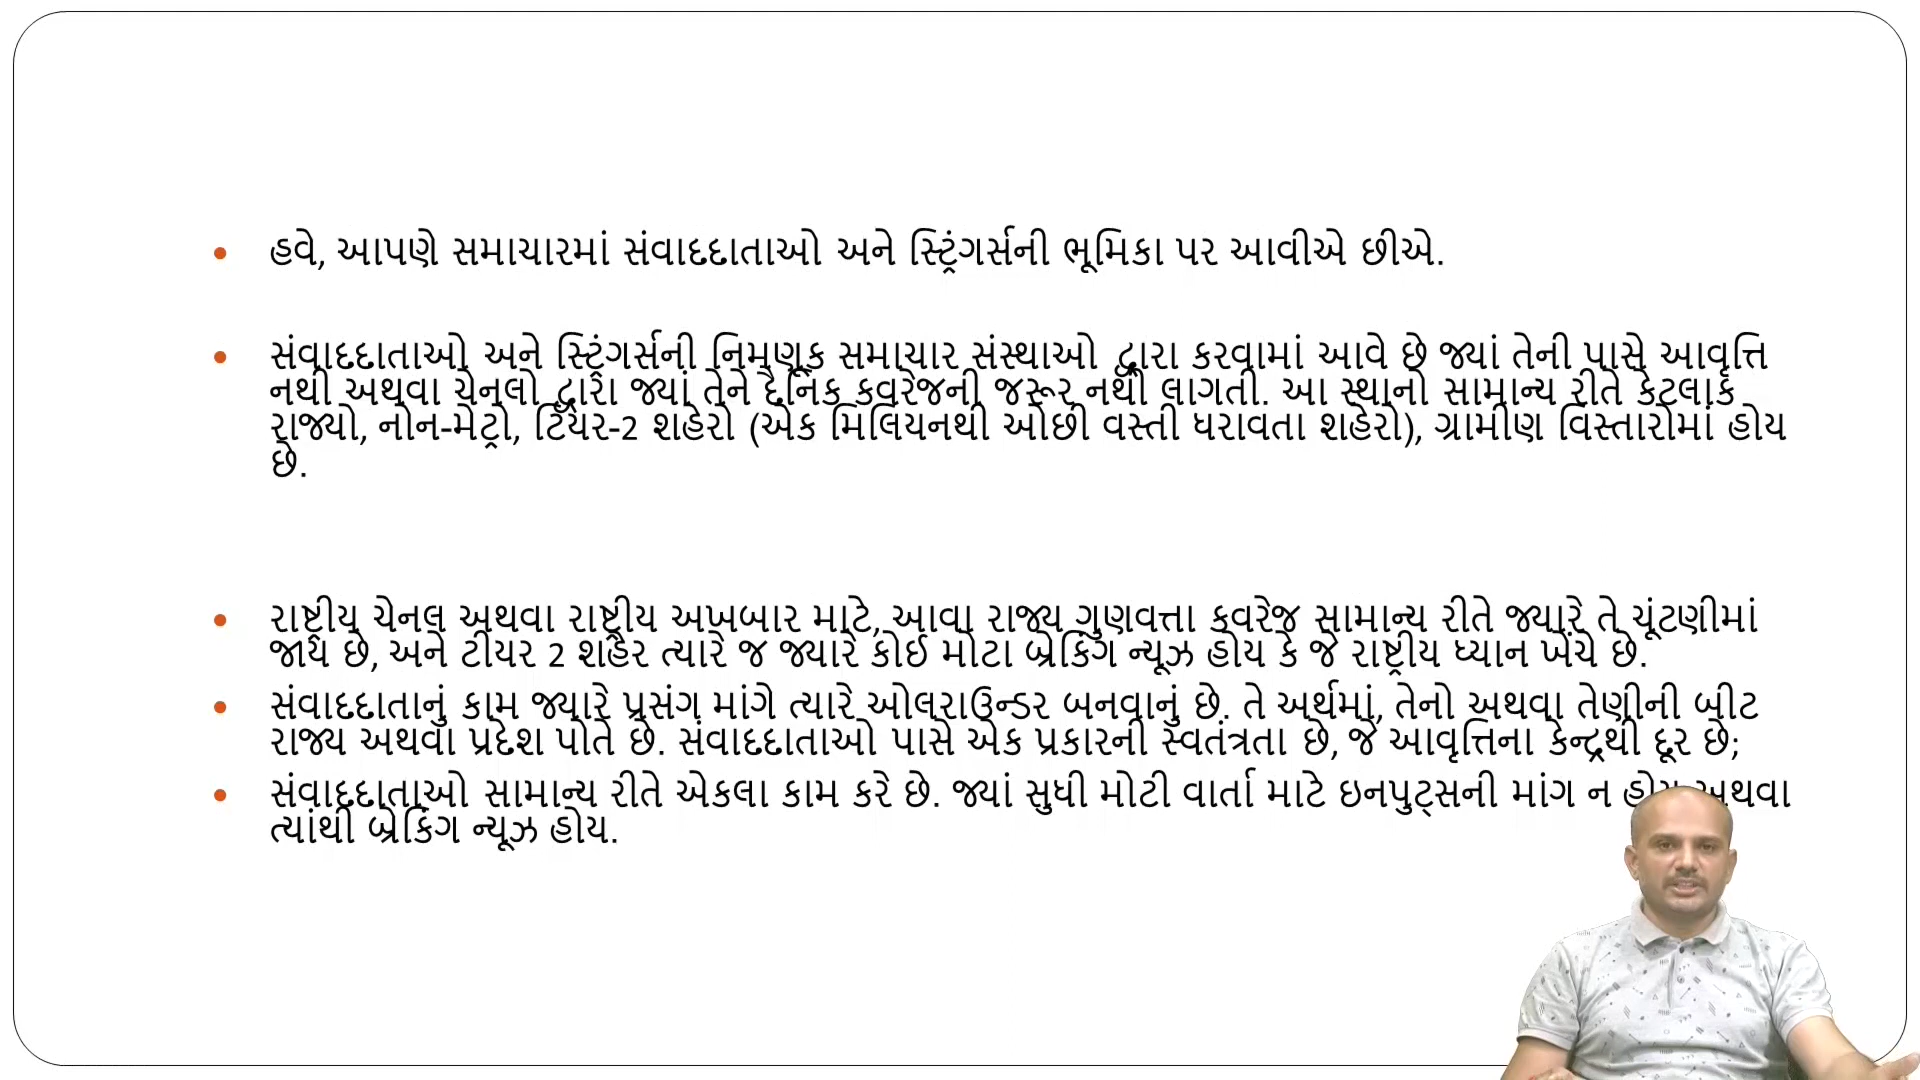 હવે, આપણે સમાચારમાં સંવાદદાતાઓ અને સ્ટ્રિંગર્સની ભૂમિકા પર આવીએ છીએ.
સંવાદદાતાઓ અને સ્ટ્રિંગર્સની નિમણૂક સમાચાર સંસ્થાઓ દ્વારા કરવામાં આવે છે જ્યાં તેની પાસે આવૃત્તિ
નથી અથવા ચેનલો દ્વારા જ્યાં તેને દૈનિક કવરેજની જરૂર નથી લાગતી. આ સ્થાનો સામાન્ય રીતે કેટલાક
રાજ્યો, નોન-મેટ્રો, ટિયર-2 શહેરો (એક મિલિયનથી ઓછી વસ્તી ધરાવતા શહેરો), ગ્રામીણ વિસ્તારોમાં હોય
છે.
રાષ્ટ્રીય ચેનલ અથવા રાષ્ટ્રીય અખબાર માટે, આવા રાજ્ય ગુણવત્તા કવરેજ સામાન્ય રીતે જ્યારે તે ચૂંટણીમાં
જાય છે, અને ટીયર 2 શહેર ત્યારે જ જ્યારે કોઈ મોટા બ્રેકિંગ ન્યૂઝ હોય કે જે રાષ્ટ્રીય ધ્યાન ખેંચે છે.
સંવાદદાતાનું કામ જ્યારે પ્રસંગ માંગે ત્યારે ઓલરાઉન્ડર બનવાનું છે. તે અર્થમાં, તેનો અથવા તેણીની બીટ
રાજ્ય અથવા પ્રદેશ પોતે છે. સંવાદદાતાઓ પાસે એક પ્રકારની સ્વતંત્રતા છે, જે આવૃત્તિના કેન્દ્રથી દૂર છે;
સંવાદદાતાઓ સામાન્ય રીતે એકલા કામ કરે છે. જ્યાં સુધી મોટી વાર્તા માટે ઇનપુટ્સની માંગ ન હોય અથવા
ત્યાંથી બ્રેકિંગ ન્યૂઝ હોય.